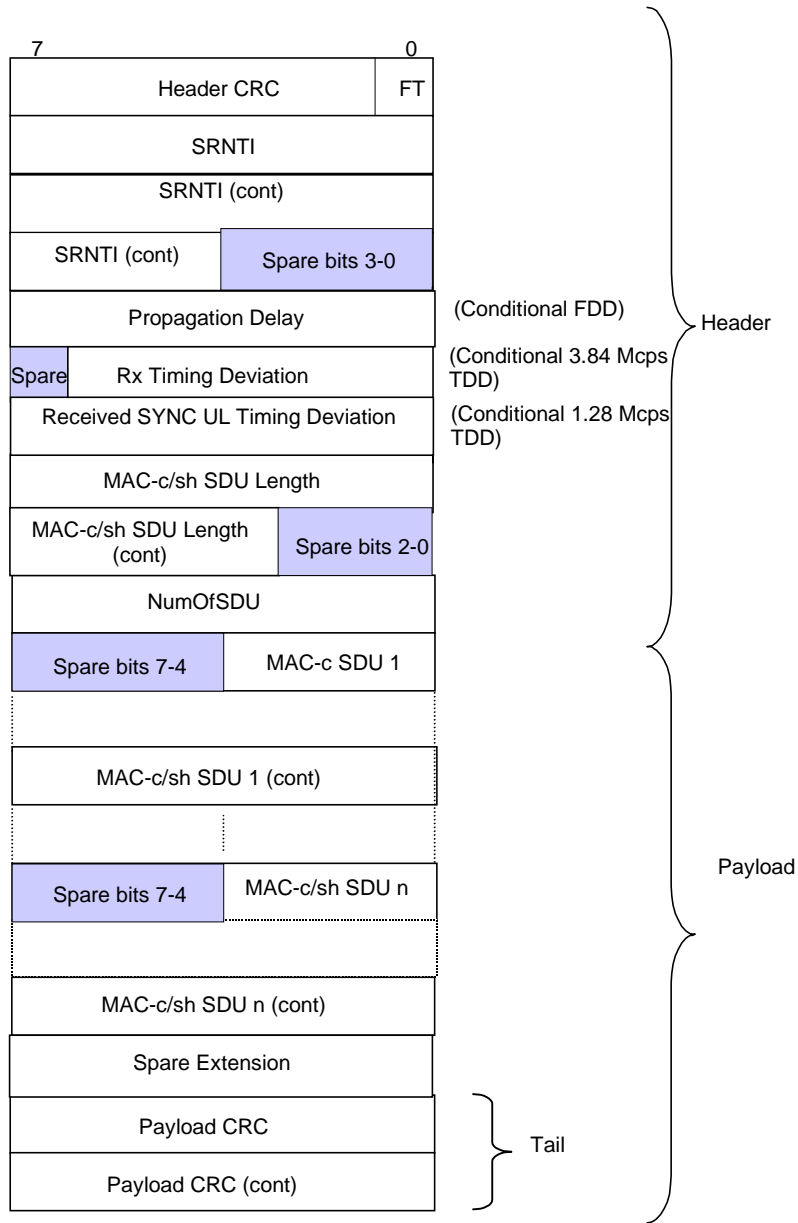 7 0
Header CRC FT
SRNTI
SRNTI (cont)
SRNTI (cont) Spare bits 3-0
Propagation Delay (Conditional FDD)
Header
Spare Rx Timing Deviation (Conditional 3.84 Mcps
TDD)
Received SYNC UL Timing Deviation (Conditional 1.28 Mcps
TDD)
MAC-c/sh SDU Length
MAC-c/sh SDU Length
(cont) Spare bits 2-0
NumOfSDU
Spare bits 7-4 MAC-c SDU 1
MAC-c/sh SDU 1 (cont)
Payload
Spare bits 7-4 MAC-c/sh SDU n
MAC-c/sh SDU n (cont)
Spare Extension
Payload CRC
Tail
Payload CRC (cont)